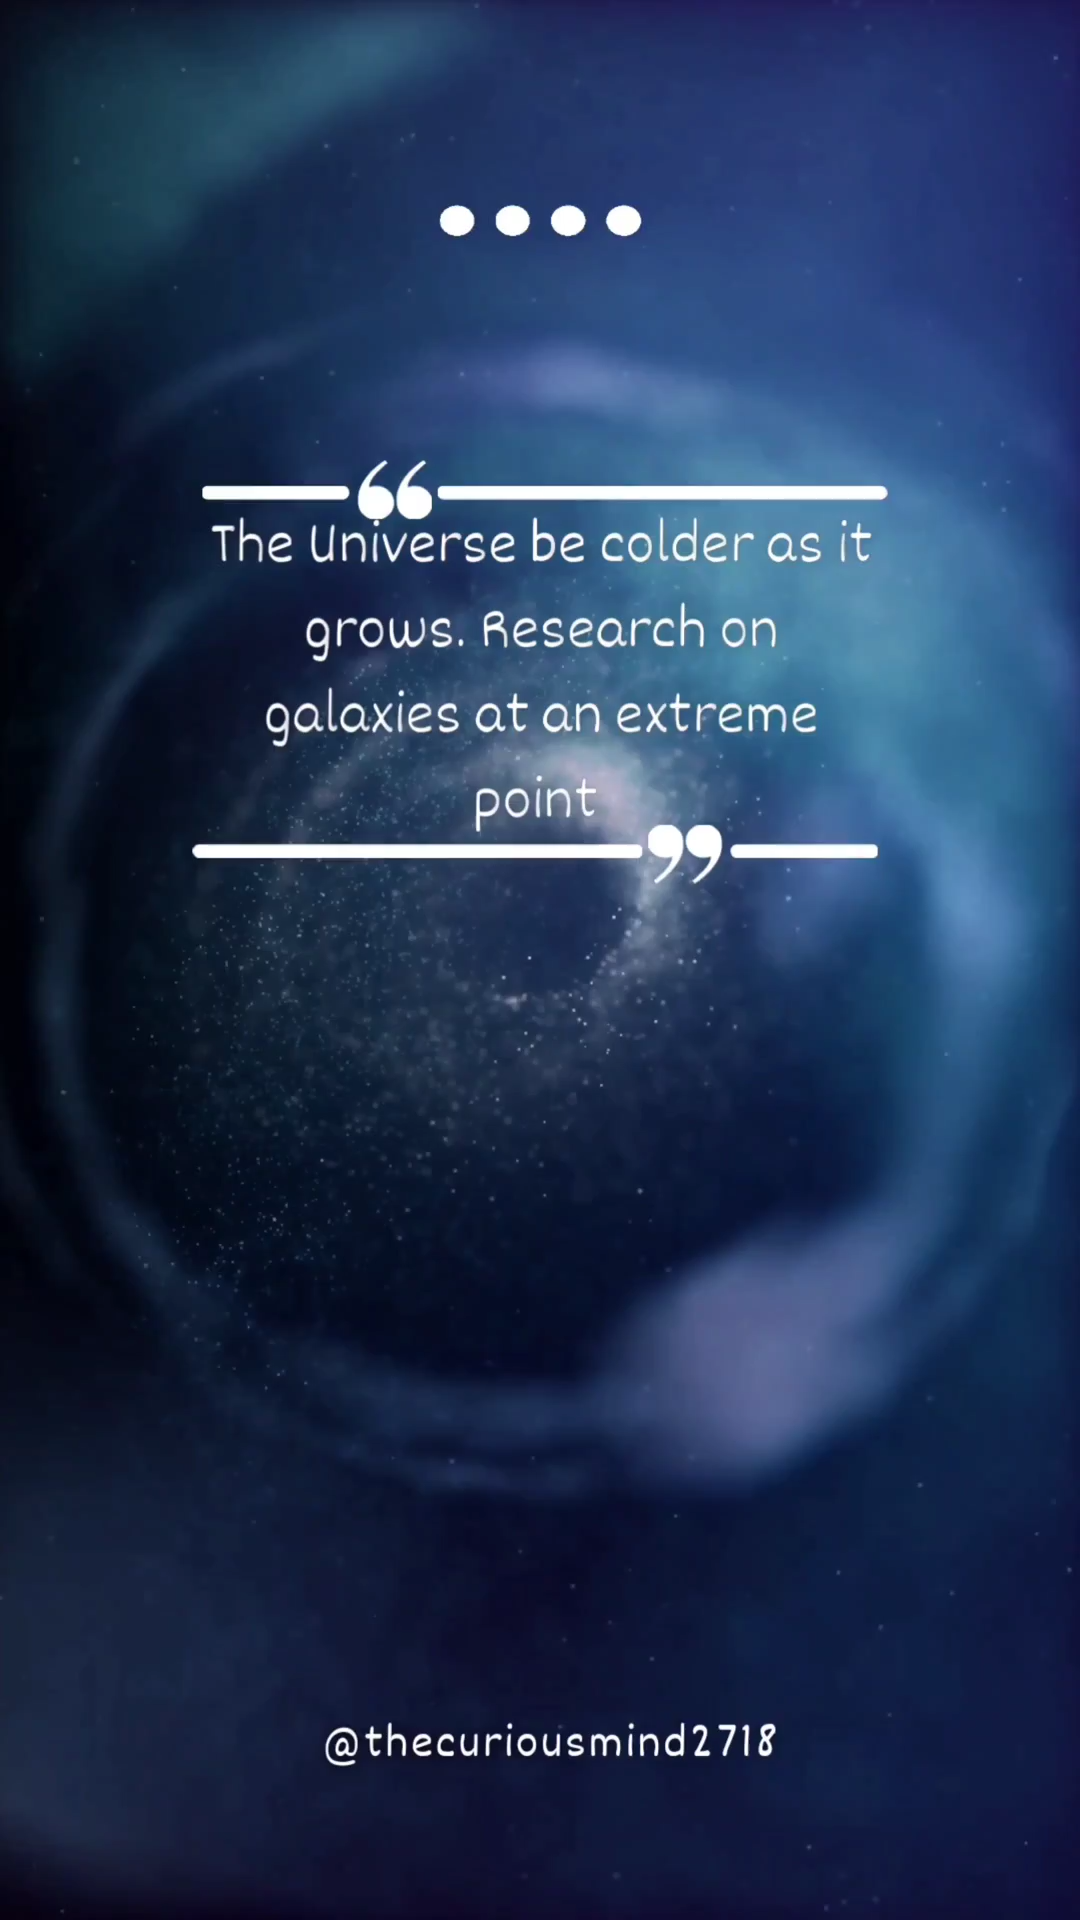 The Universe be colder as it
grows. Research on
galaxies at an extreme
point
@thecuriousmind2718